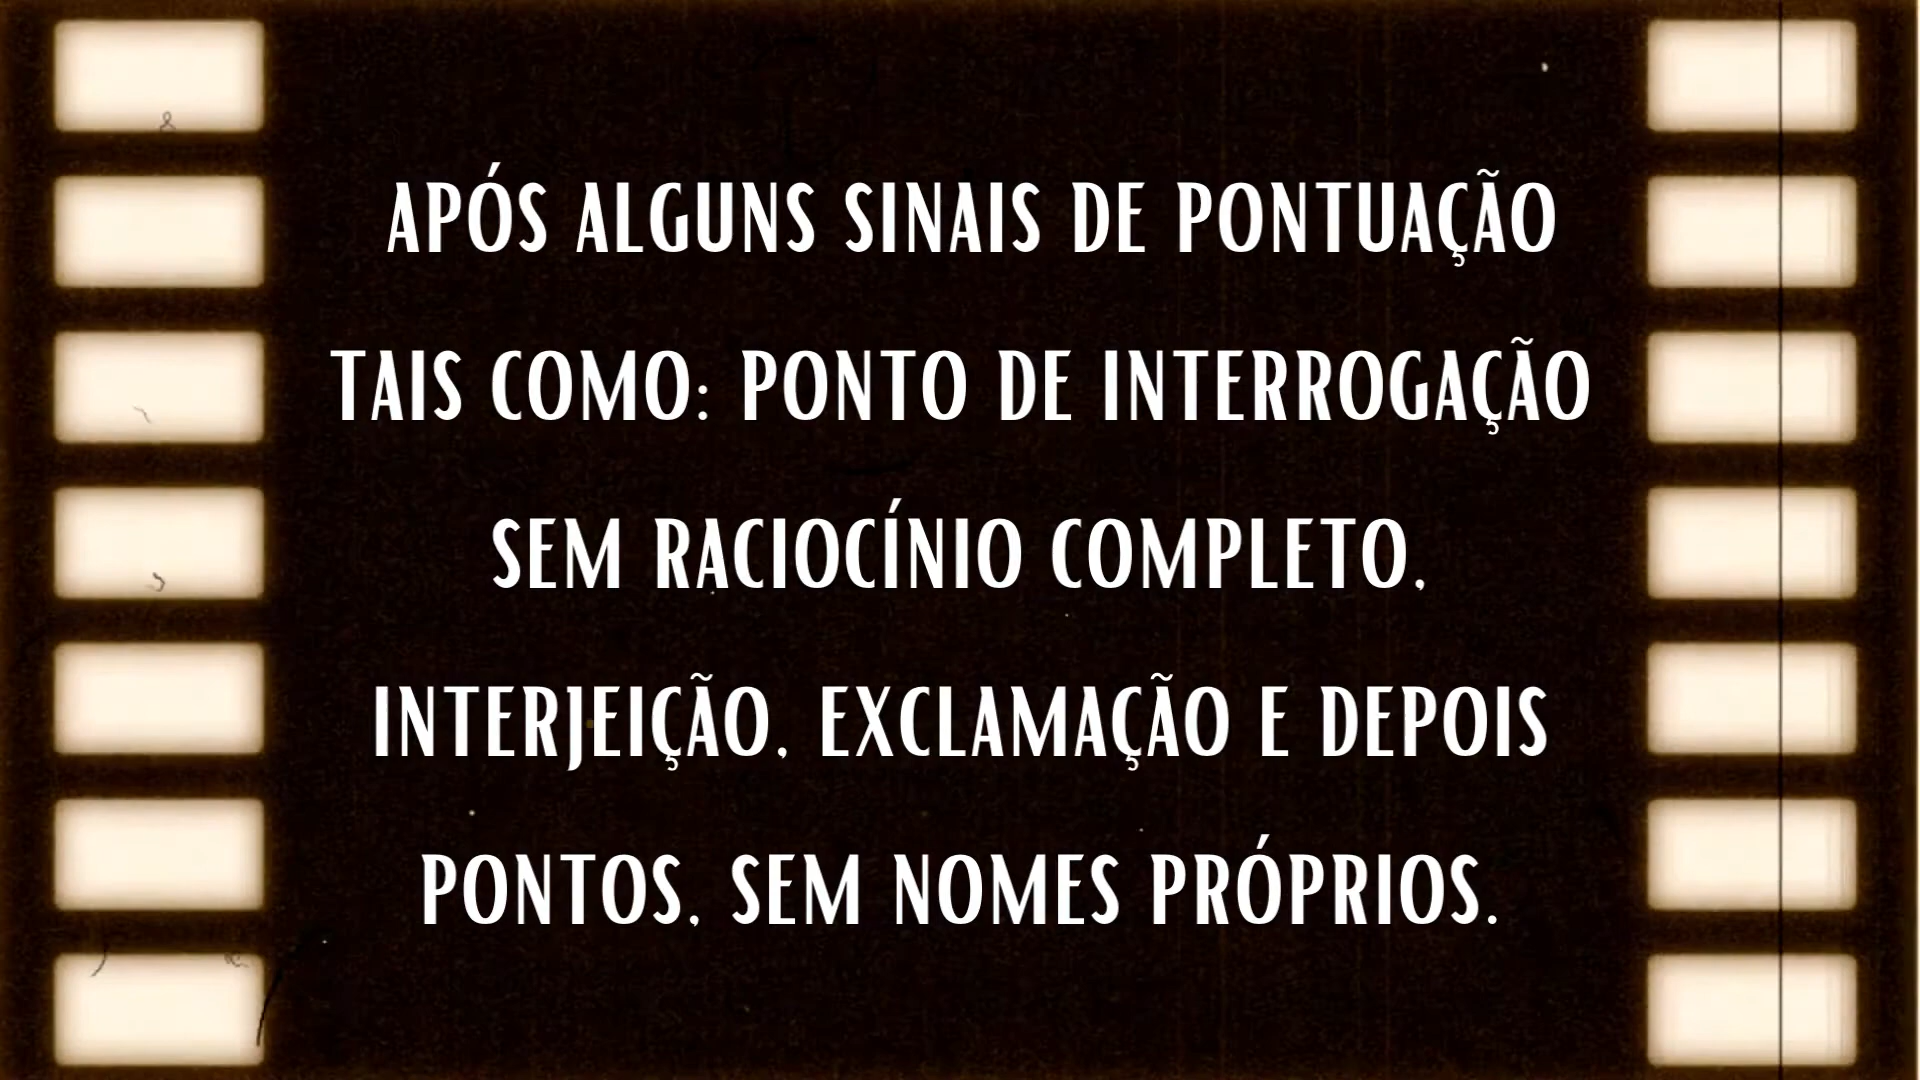 APÓS ALGUNS SINAIS DE PONTUAÇÃO
TAIS COMO: PONTO DE INTERROGAÇÃO
SEM RACIOCÍNIO COMPLETO,
INTERJEIÇÃO, EXCLAMAÇÃO E DEPOIS
PONTOS, SEM NOMES PRÓPRIOS.